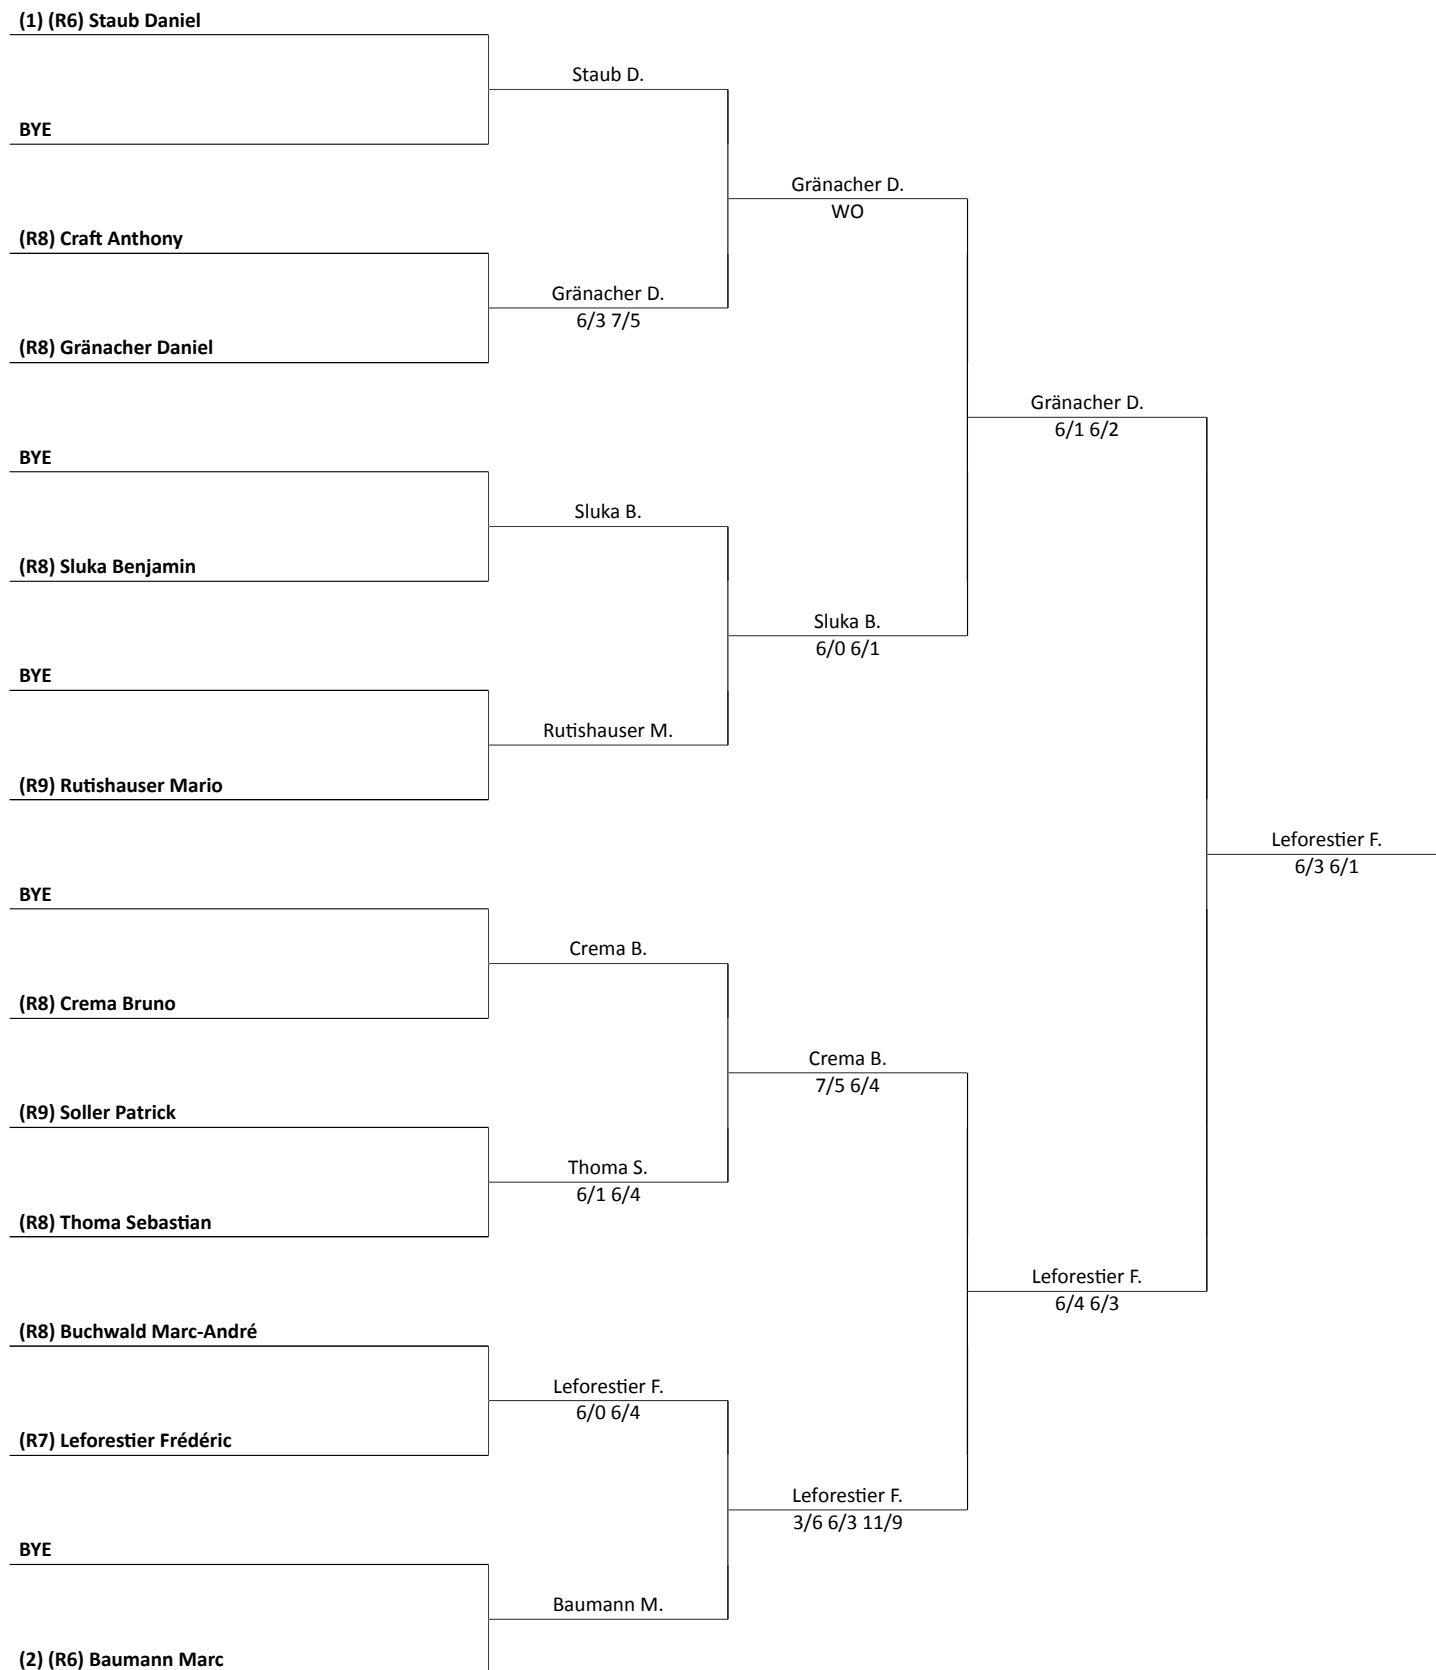 (1) (R6) Staub Daniel
Staub D.
BYE
Gränacher D.
WO
(R8) Craft Anthony
Gränacher D.
6/3 7/5
(R8) Gränacher Daniel
Gränacher D.
6/1 6/2
BYE
Sluka B.
(R8) Sluka Benjamin
Sluka B.
6/0 6/1
BYE
Rutishauser M.
(R9) Rutishauser Mario
Leforestier F.
6/3 6/1
BYE
Crema B.
(R8) Crema Bruno
Crema B.
7/5 6/4
(R9) Soller Patrick
Thoma S.
6/1 6/4
(R8) Thoma Sebastian
Leforestier F.
6/4 6/3
(R8) Buchwald Marc-André
Leforestier F.
6/0 6/4
(R7) Leforestier Frédéric
Leforestier F.
3/6 6/3 11/9
BYE
Baumann M.
(2) (R6) Baumann Marc